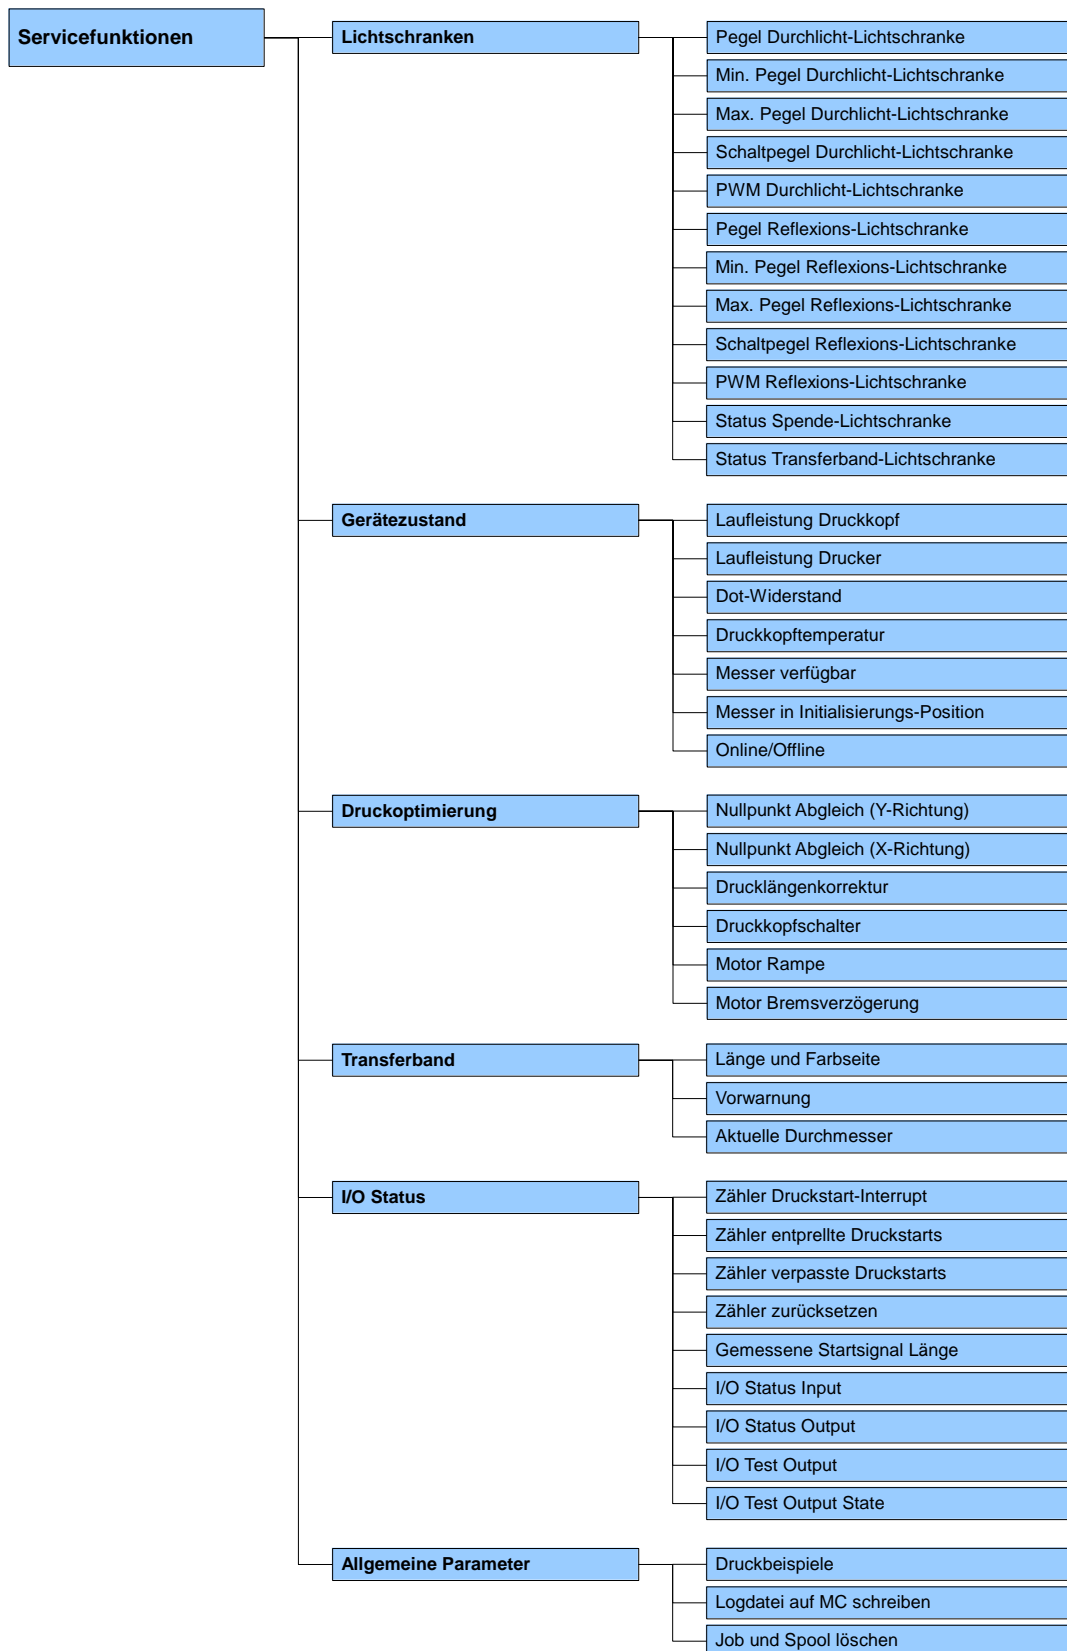 Servicefunktionen
Lichtschranken
Pegel Durchlicht-Lichtschranke
Min. Pegel Durchlicht-Lichtschranke
Max. Pegel Durchlicht-Lichtschranke
Schaltpegel Durchlicht-Lichtschranke
PWM Durchlicht-Lichtschranke
Pegel Reflexions-Lichtschranke
Min. Pegel Reflexions-Lichtschranke
Max. Pegel Reflexions-Lichtschranke
Schaltpegel Reflexions-Lichtschranke
PWM Reflexions-Lichtschranke
Status Spende-Lichtschranke
Status Transferband-Lichtschranke
Gerätezustand
Laufleistung Druckkopf
Laufleistung Drucker
Dot-Widerstand
Druckkopftemperatur
Messer verfügbar
Messer in Initialisierungs-Position
Online/Offline
Druckoptimierung
Nullpunkt Abgleich (Y-Richtung)
Nullpunkt Abgleich (X-Richtung)
Drucklängenkorrektur
Druckkopfschalter
Motor Rampe
Motor Bremsverzögerung
Transferband
Länge und Farbseite
Vorwarnung
Aktuelle Durchmesser
I/O Status
Zähler Druckstart-Interrupt
Zähler entprellte Druckstarts
Zähler verpasste Druckstarts
Zähler zurücksetzen
Gemessene Startsignal Länge
I/O Status Input
I/O Status Output
I/O Test Output
I/O Test Output State
Allgemeine Parameter
Druckbeispiele
Logdatei auf MC schreiben
Job und Spool löschen